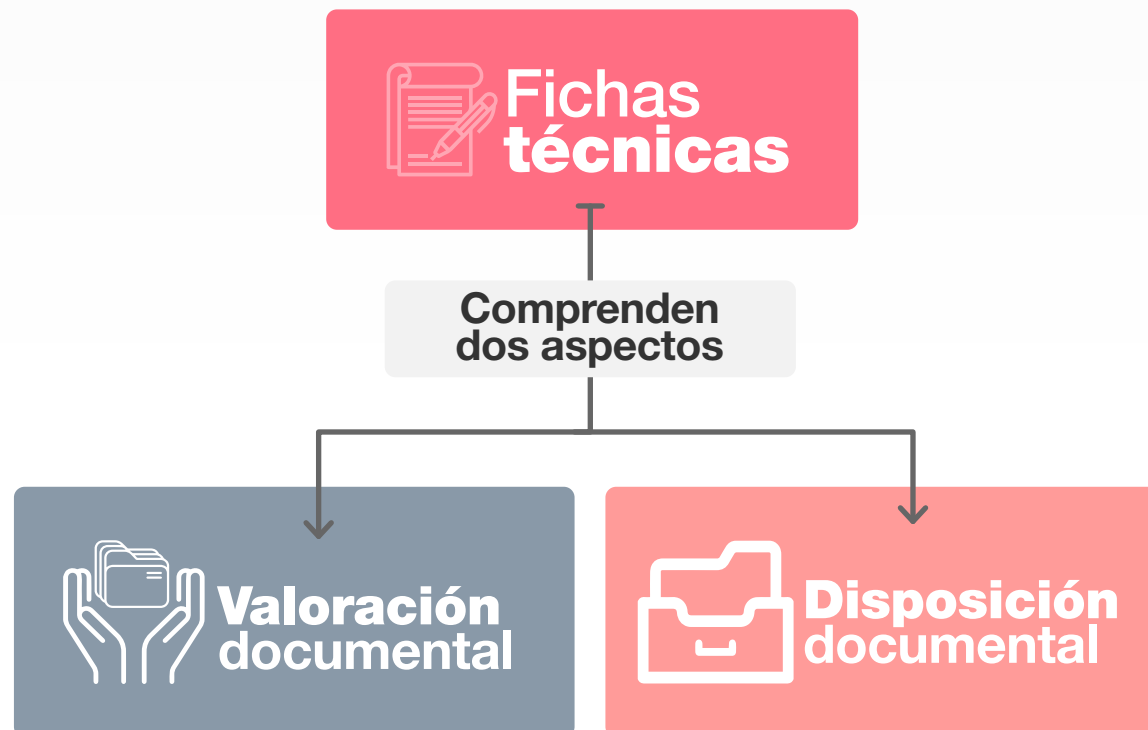 Fichas
técnicas
Comprenden
dos aspectos
Valoración
documental
Disposición
documental